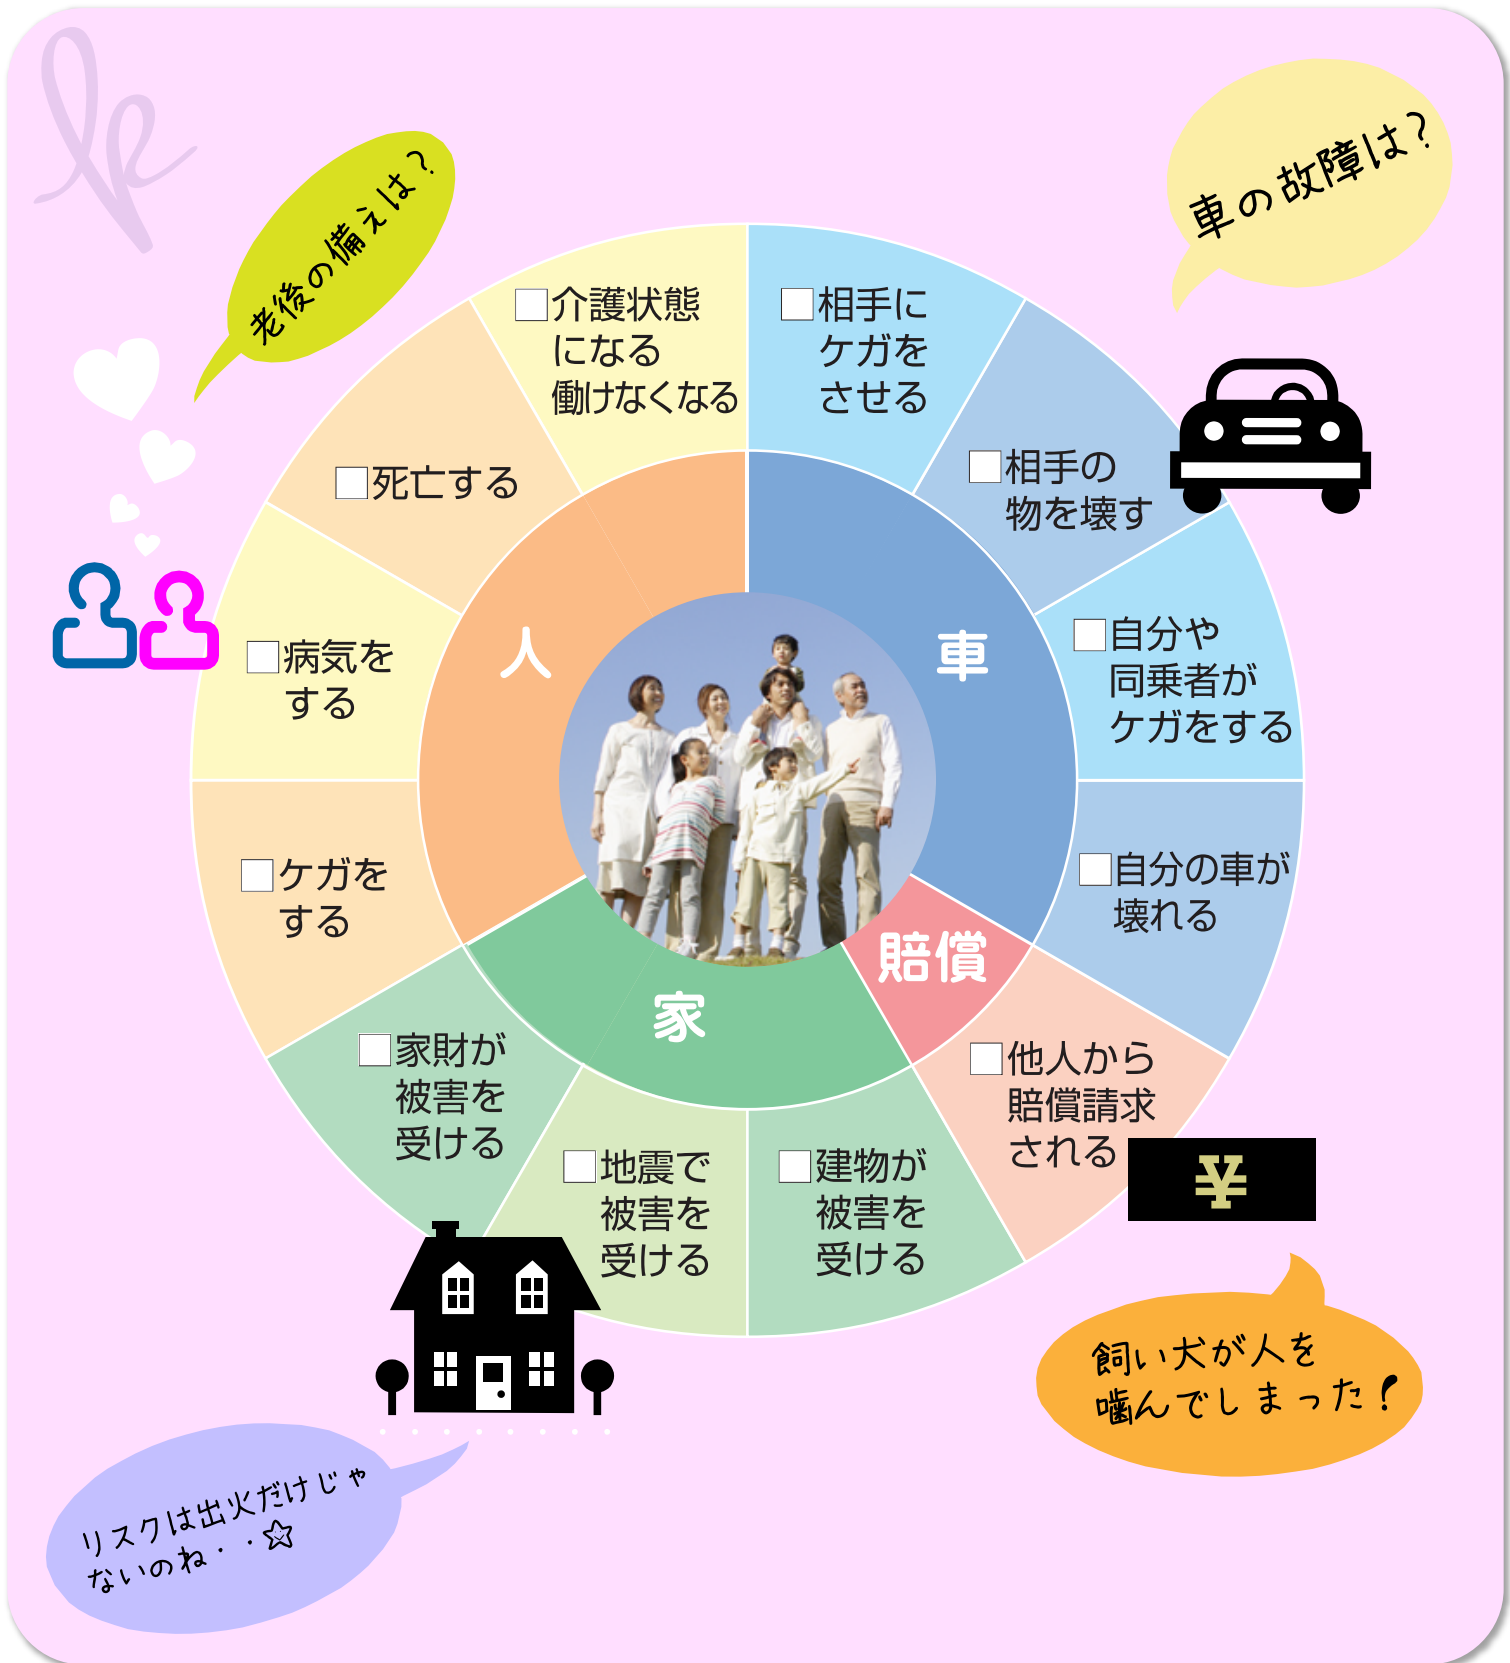 車の故障は？
老後の備えは？
介護状態
になる
働けなくなる
相手に
ケガを
させる
死亡する
相手の
物を壊す
病気を
する
自分や
同乗者が
ケガをする
人
車
ケガを
する
自分の車が
壊れる
賠償
家
家財が
被害を
受ける
地震で
被害を
受ける
建物が
被害を
受ける
他人から
賠償請求
される
¥
飼い犬が人を
噛んでしまった！
リスクは出火だけじゃ
ないのね・・☆